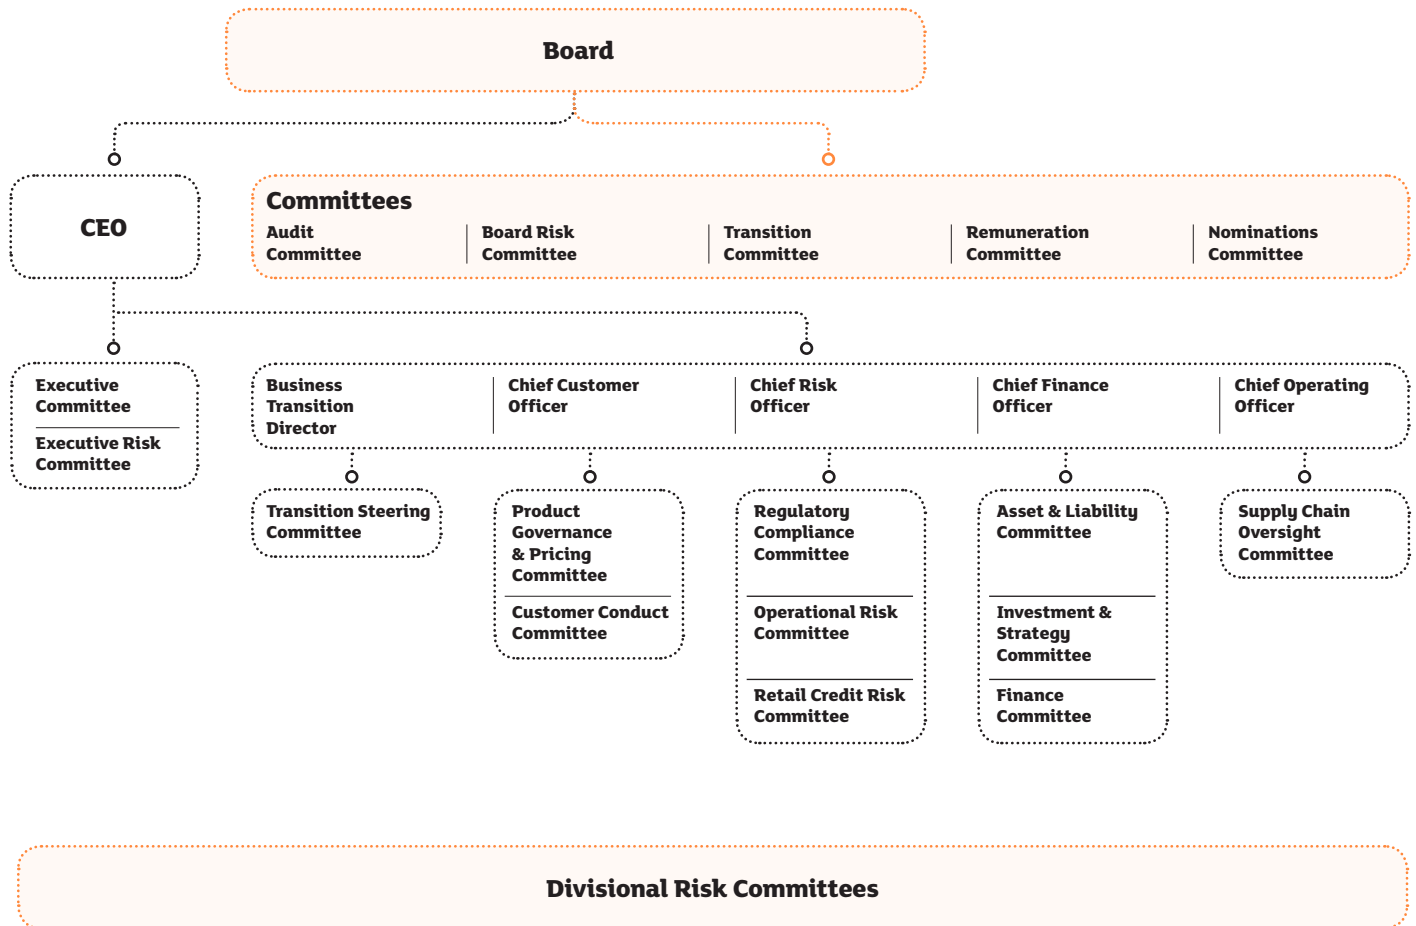 Board
CEO
Committees
Audit
Committee
Board Risk
Committee
Transition
Committee
Remuneration
Committee
Nominations
Committee
Executive
Committee
Executive Risk
Committee
Business
Transition
Director
Chief Customer
Officer
Chief Risk
Officer
Chief Finance
Officer
Chief Operating
Officer
Transition Steering
Committee
Product
Governance
& Pricing
Committee
Customer Conduct
Committee
Regulatory
Compliance
Committee
Operational Risk
Committee
Retail Credit Risk
Committee
Asset & Liability
Committee
Investment &
Strategy
Committee
Finance
Committee
Supply Chain
Oversight
Committee
Divisional Risk Committees